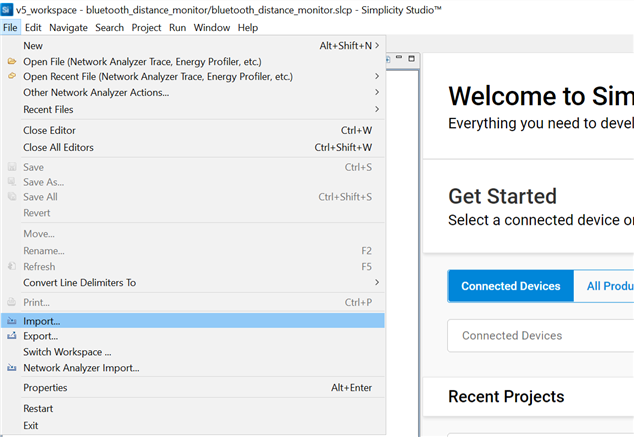 v5_workspace - bluetooth_distance_monitor/bluetooth_distance_monitor.slcp - Simplicity Studio™
File Edit Navigate Search Project Run Window Help
New Alt+Shift+N
Open File (Network Analyzer Trace, Energy Profiler, etc.)
Open Recent File (Network Analyzer Trace, Energy Profiler, etc.)
Other Network Analyzer Actions...
Recent Files
Close Editor Ctrl+W
Close All Editors Ctrl+Shift+W
Save Ctrl+S
Save As...
Save All Ctrl+Shift+S
Revert
Move...
Rename... F2
Refresh F5
Convert Line Delimiters To
Print... Ctrl+P
Import...
Export...
Switch Workspace ...
Network Analyzer Import...
Properties Alt+Enter
Restart
Exit
Welcome to Sim
Everything you need to devel
Get Started
Select a connected device or
Connected Devices All Produ
Connected Devices
Recent Projects